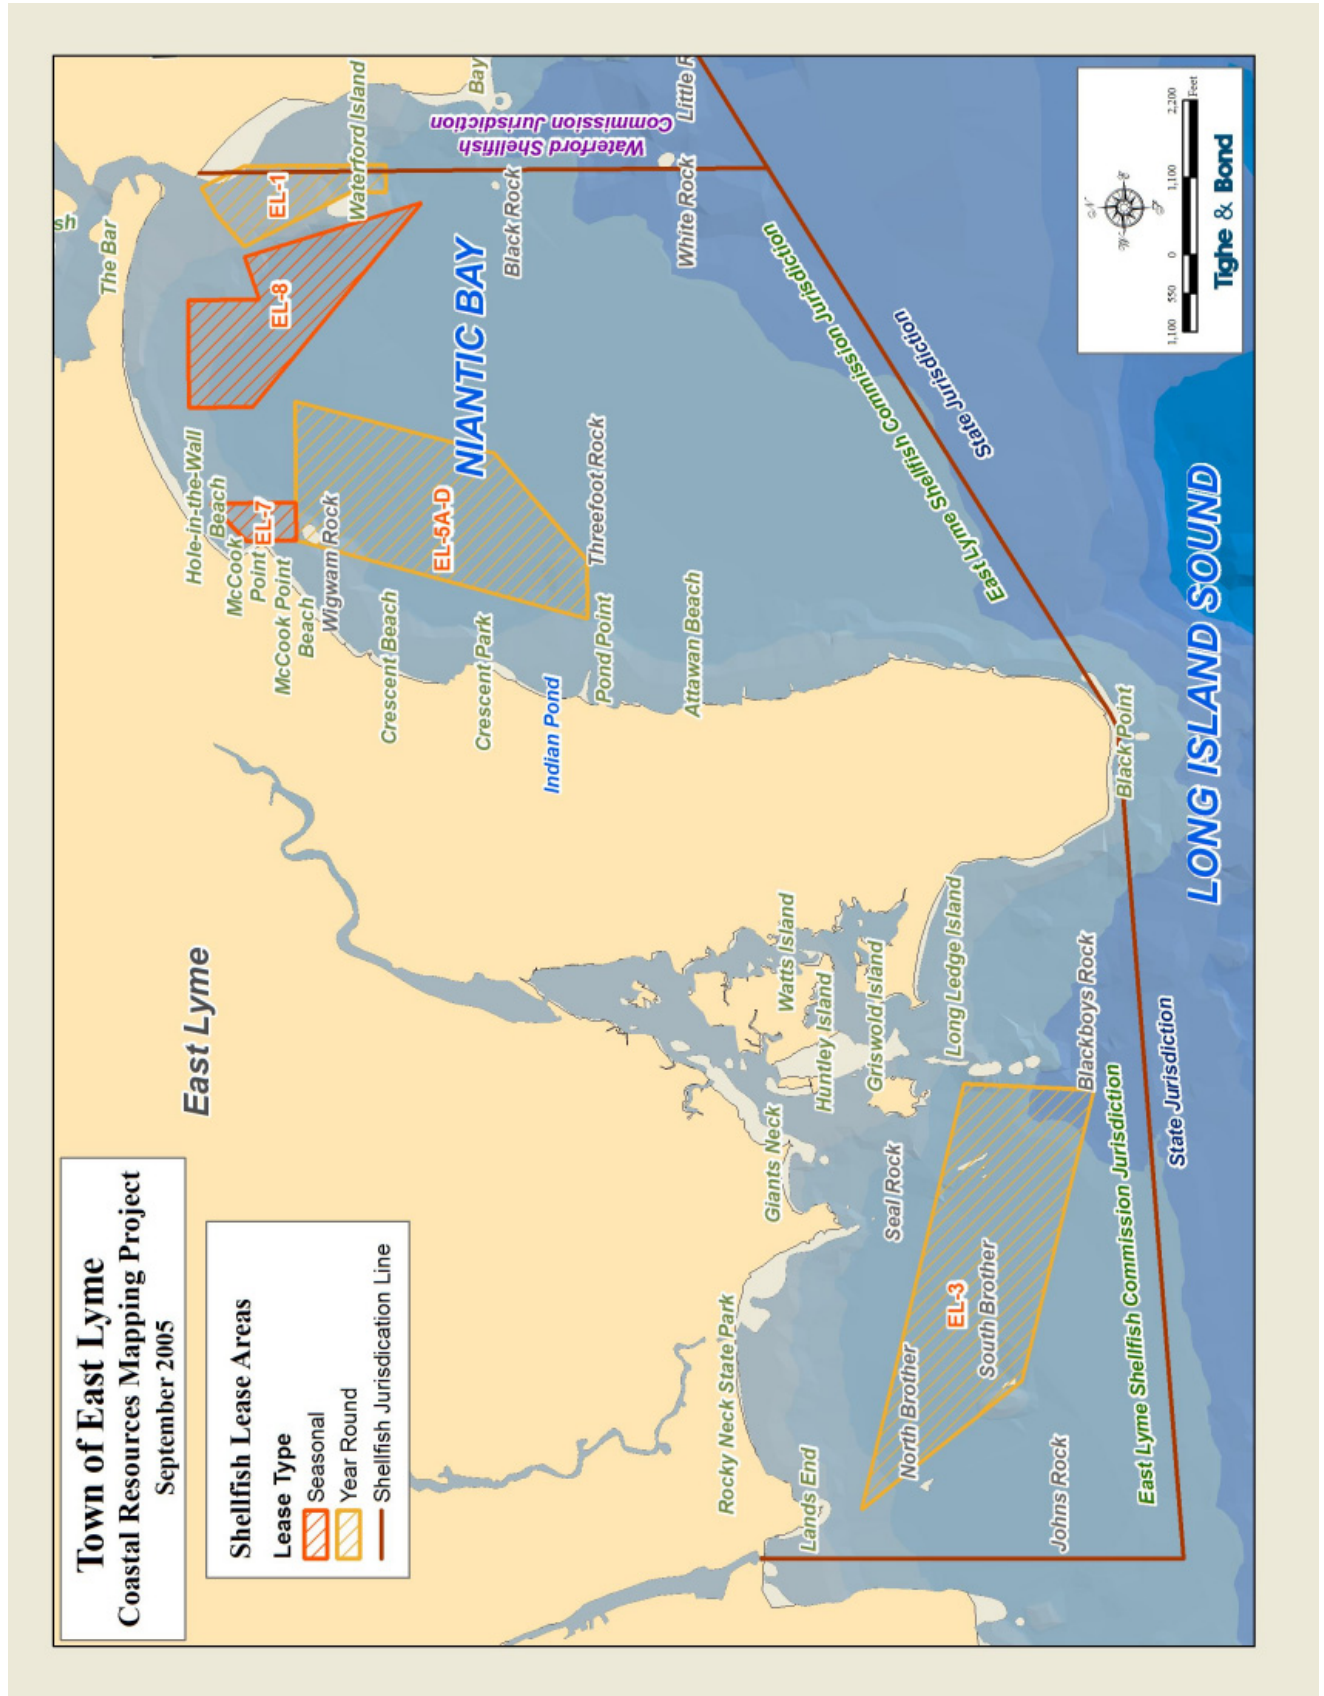 Town of East Lyme
Coastal Resources Mapping Project
September 2005
Shellfish Lease Areas
Lease Type
Seasonal
Year Round
Shellfish Jurisdication Line
East Lyme
The Bar
Hole-in-the-Wall
Beach
McCook
Point
McCook Point
Beach
Wigwam Rock
Crescent Beach
Crescent Park
Indian Pond
Pond Point
Threefoot Rock
Attawan Beach
EL-7
EL-8
EL-1
EL-5A-D
NIANTIC BAY
Waterford Island
Bay
Black Rock
White Rock
Little R
Waterford Shellfish
Commission Jurisdiction
East Lyme Shellfish Commission Jurisdiction
State Jurisdiction
Rocky Neck State Park
Giants Neck
Watts Island
Huntley Island
Griswold Island
Long Ledge Island
Lands End
Seal Rock
North Brother
EL-3
South Brother
Blackboys Rock
Johns Rock
Black Point
East Lyme Shellfish Commission Jurisdiction
State Jurisdiction
LONG ISLAND SOUND
N
W
E
S
1,100 550 0 1,100 2,200
Feet
Tighe & Bond